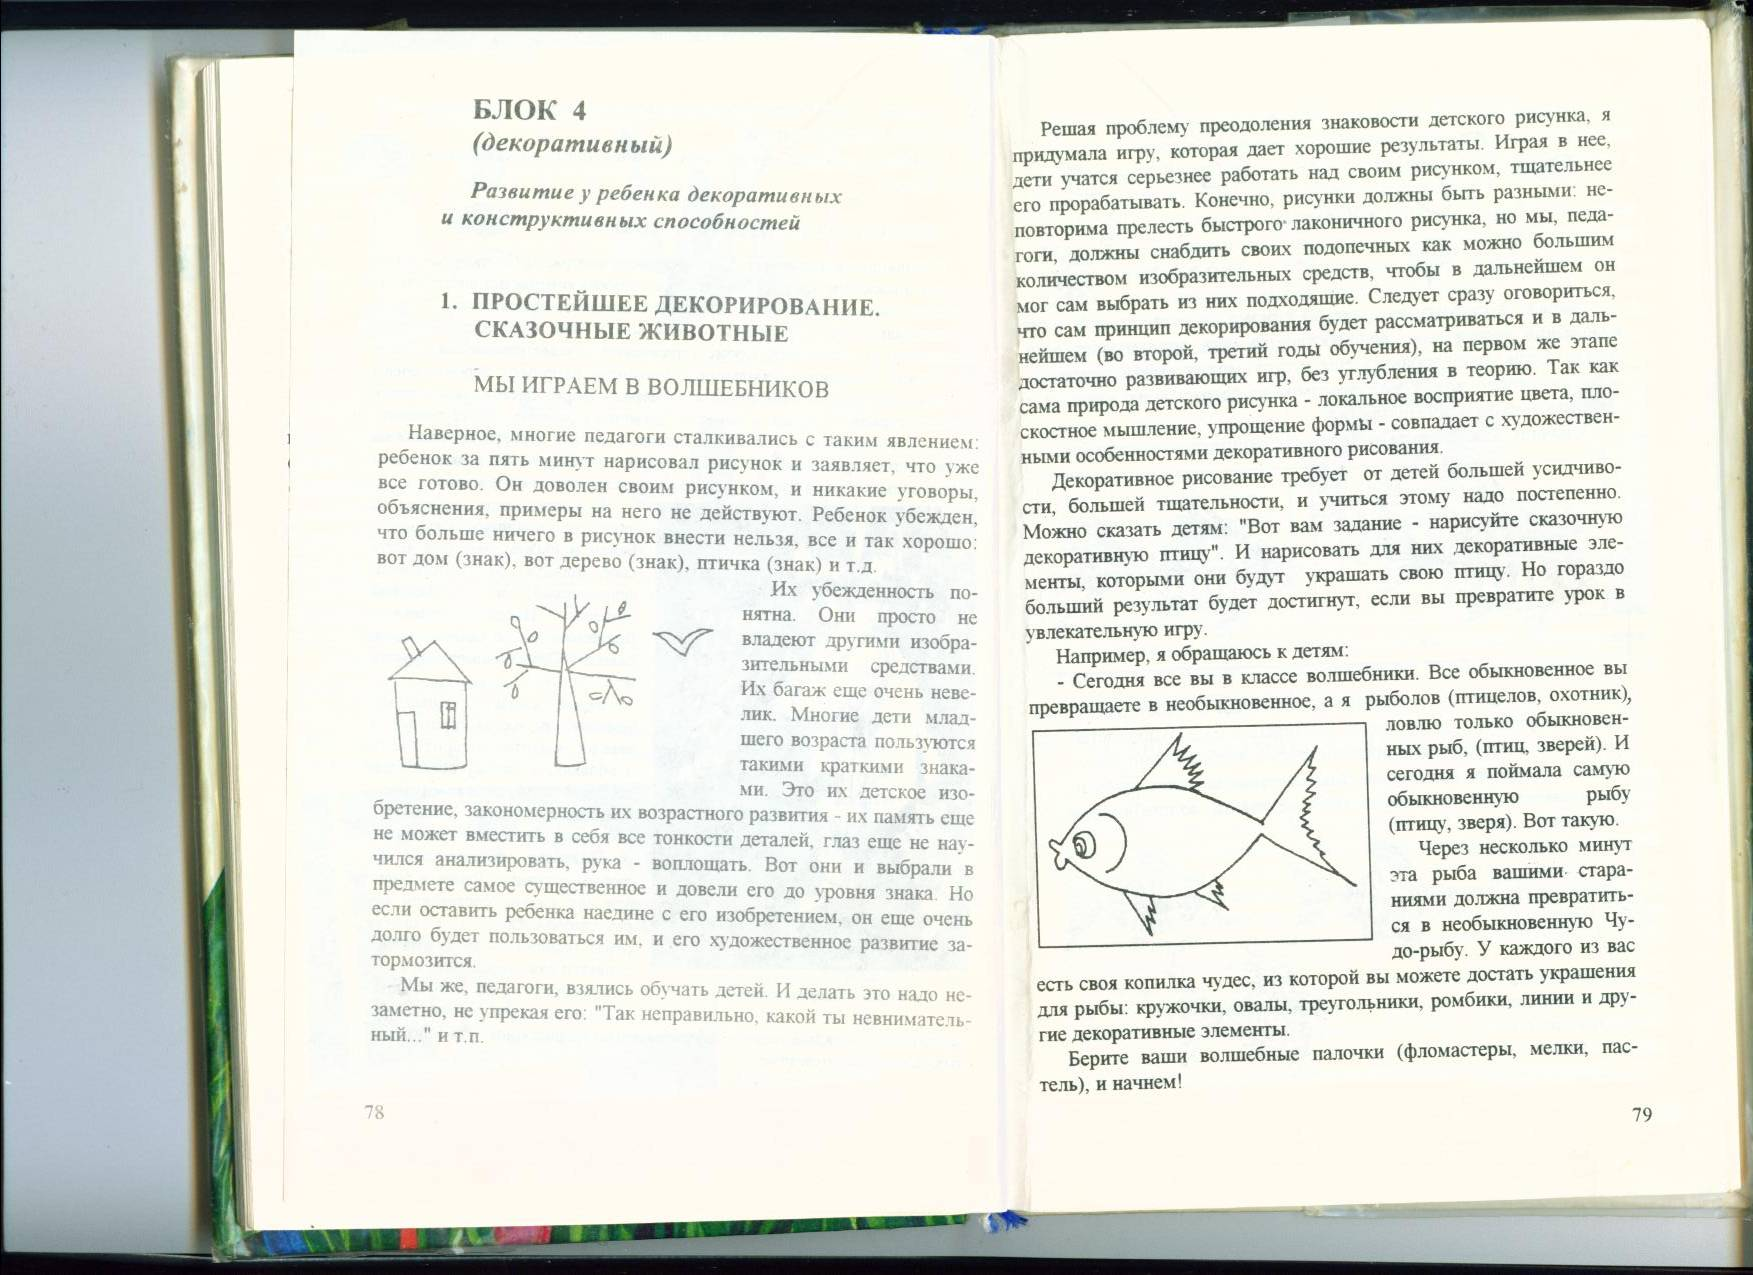 БЛОК 4
(декоративный)
Развитие у ребенка декоративных
и конструктивных способностей
1. ПРОСТЕЙШЕЕ ДЕКОРИРОВАНИЕ.
СКАЗОЧНЫЕ ЖИВОТНЫЕ
МЫ ИГРАЕМ В ВОЛШЕБНИКОВ
Наверное, многие педагоги сталкивались с таким явлением:
ребенок за пять минут нарисовал рисунок и заявляет, что уже
все готово. Он доволен своим рисунком, и никакие уговоры,
объяснения, примеры на него не действуют. Ребенок убежден,
что больше ничего в рисунок внести нельзя, все и так хорошо:
вот дом (знак), вот дерево (знак), птичка (знак) и т.д.
Их убежденность по-
нятна. Они просто не
владеют другими изобра-
зительными средствами.
Их багаж еще очень неве-
лик. Многие дети млад-
шего возраста пользуются
такими краткими знака-
ми. Это их детское изо-
бретение, закономерность их возрастного развития - их память еще
не может вместить в себя все тонкости деталей, глаз еще не нау-
чился анализировать, рука - воплощать. Вот они и выбрали в
предмете самое существенное и довели его до уровня знака. Но
если оставить ребенка наедине с его изобретением, он еще очень
долго будет пользоваться им, и его художественное развитие за-
тормозится.
Мы же, педагоги, взялись обучать детей. И делать это надо не-
заметно, не упрекая его: "Так неправильно, какой ты невниматель-
ный..." и т.п.
78
Решая проблему преодоления знаковости детского рисунка, я
придумала игру, которая дает хорошие результаты. Играя в нее,
дети учатся серьезнее работать над своим рисунком, тщательнее
его прорабатывать. Конечно, рисунки должны быть разными: не-
повторима прелесть быстрого лаконичного рисунка, но мы, педа-
гоги, должны снабдить своих подопечных как можно большим
количеством изобразительных средств, чтобы в дальнейшем он
мог сам выбрать из них подходящие. Следует сразу оговориться,
что сам принцип декорирования будет рассматриваться и в даль-
нейшем (во второй, третий годы обучения), на первом же этапе
достаточно развивающих игр, без углубления в теорию. Так как
сама природа детского рисунка - локальное восприятие цвета, пло-
скостное мышление, упрощение формы - совпадает с художествен-
ными особенностями декоративного рисования.
Декоративное рисование требует от детей большей усидчиво-
сти, большей тщательности, и учиться этому надо постепенно.
Можно сказать детям: "Вот вам задание - нарисуйте сказочную
декоративную птицу". И нарисовать для них декоративные эле-
менты, которыми они будут украшать свою птицу. Но гораздо
больший результат будет достигнут, если вы превратите урок в
увлекательную игру.
Например, я обращаюсь к детям:
- Сегодня все вы в классе волшебники. Все обыкновенное вы
превращаете в необыкновенное, а я рыболов (птицелов, охотник),
ловлю только обыкновен-
ных рыб, (птиц, зверей). И
сегодня я поймала самую
обыкновенную рыбу
(птицу, зверя). Вот такую.
Через несколько минут
эта рыба вашими стара-
ниями должна превратить-
ся в необыкновенную Чу-
до-рыбу. У каждого из вас
есть своя копилка чудес, из которой вы можете достать украшения
для рыбы: кружочки, овалы, треугольники, ромбики, линии и дру-
гие декоративные элементы.
Берите ваши волшебные палочки (фломастеры, мелки, пас-
тель), и начнем!
79